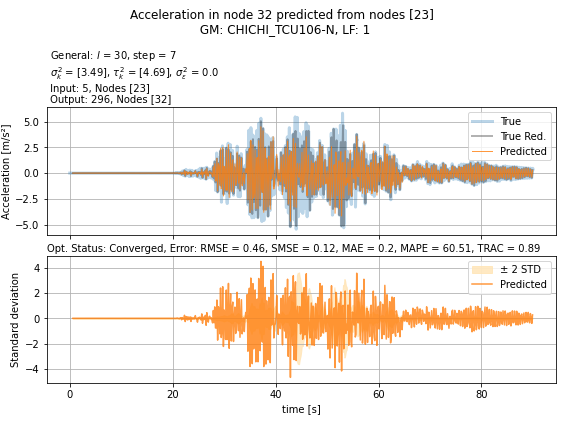 Acceleration in node 32 predicted from nodes [23]
GM: CHICHI_TCU106-N, LF: 1
General: l = 30, step = 7
σ²ₖ = [3.49], τ²ₖ = [4.69], σ²ε = 0.0
Input: 5, Nodes [23]
Output: 296, Nodes [32]
Acceleration [m/s²]
5.0
2.5
0.0
−2.5
−5.0
True
True Red.
Predicted
Opt. Status: Converged, Error: RMSE = 0.46, SMSE = 0.12, MAE = 0.2, MAPE = 60.51, TRAC = 0.89
Standard deviation
4
2
0
−2
−4
± 2 STD
Predicted
0
20
40
60
80
time [s]